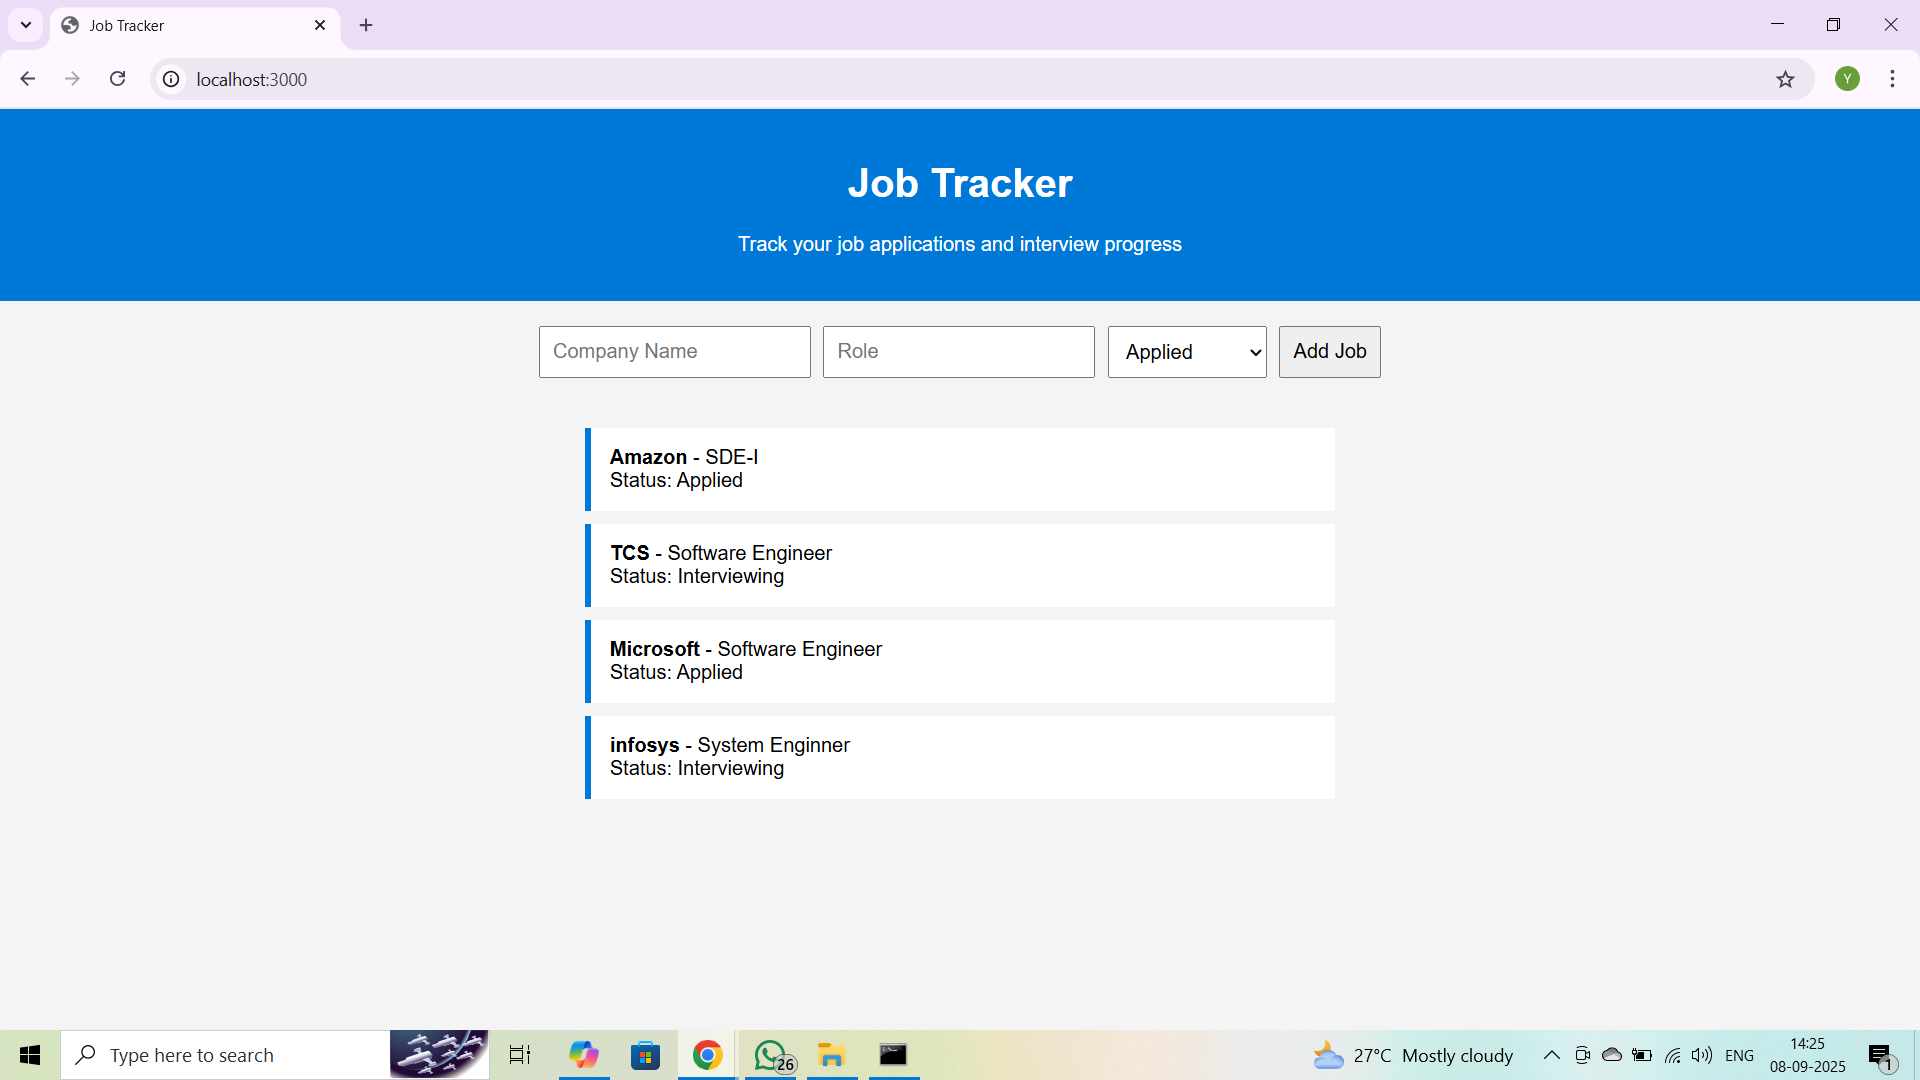 Job Tracker
localhost:3000
Y
Job Tracker
Track your job applications and interview progress
Company Name Role Applied Add Job
Amazon - SDE-I
Status: Applied
TCS - Software Engineer
Status: Interviewing
Microsoft - Software Engineer
Status: Applied
infosys - System Enginner
Status: Interviewing
Type here to search
26
27°C Mostly cloudy
ENG
14:25
08-09-2025
1